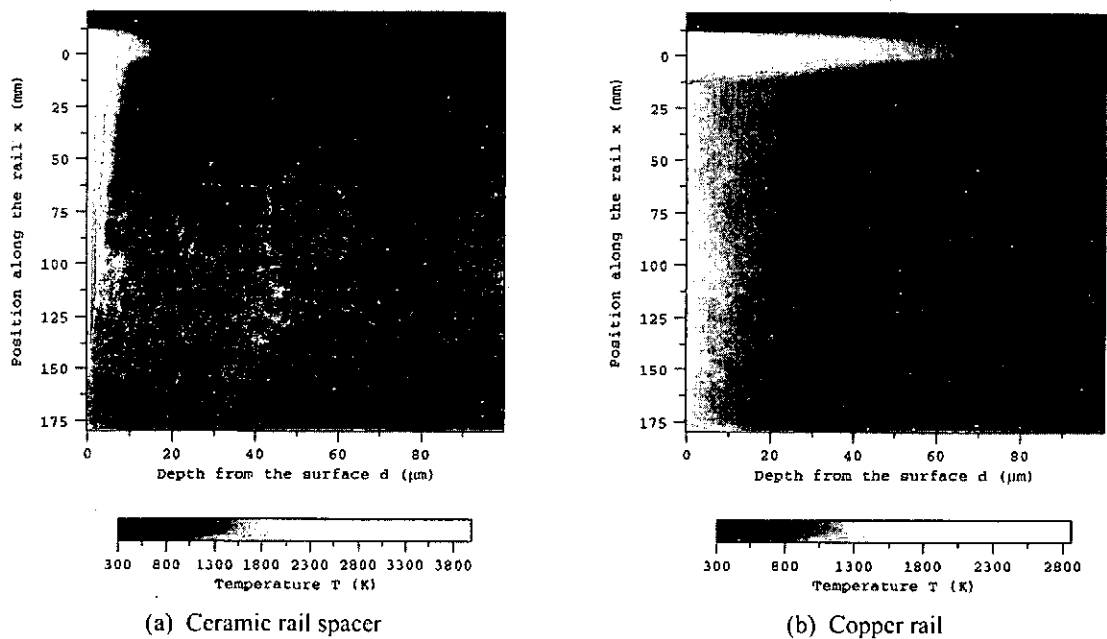 Position along the rail x (mm)
0
25
50
75
100
125
150
175
0 20 40 60 80
Depth from the surface d (µm)
300 800 1300 1800 2300 2800 3300 3800
Temperature T (K)
(a) Ceramic rail spacer
Position along the rail x (mm)
0
25
50
75
100
125
150
175
0 20 40 60 80
Depth from the surface d (µm)
300 800 1300 1800 2300 2800
Temperature T (K)
(b) Copper rail